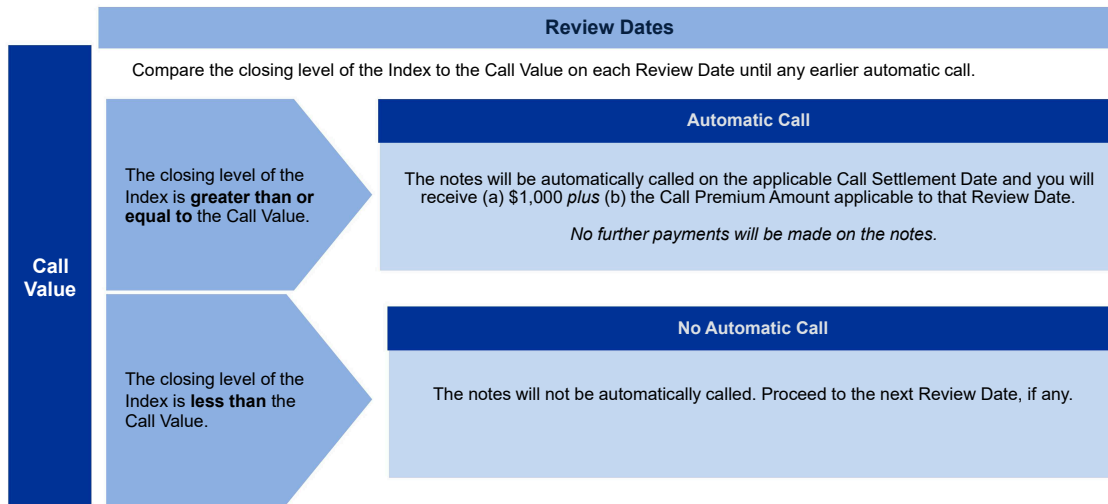 Review Dates
Compare the closing level of the Index to the Call Value on each Review Date until any earlier automatic call.
Call
Value
The closing level of the
Index is greater than or
equal to the Call Value.
Automatic Call
The notes will be automatically called on the applicable Call Settlement Date and you will
receive (a) $1,000 plus (b) the Call Premium Amount applicable to that Review Date.
No further payments will be made on the notes.
The closing level of the
Index is less than the
Call Value.
No Automatic Call
The notes will not be automatically called. Proceed to the next Review Date, if any.